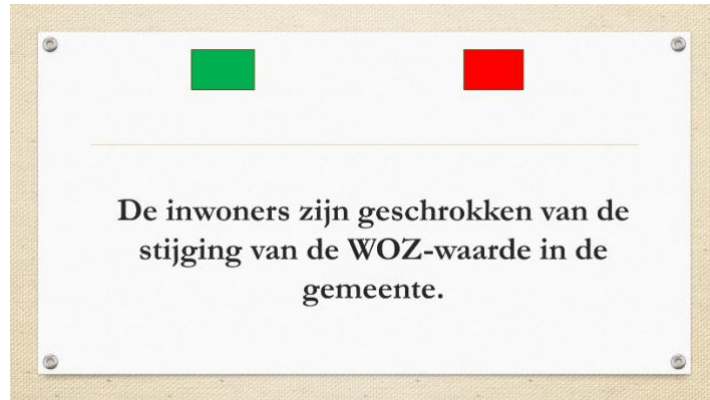 De inwoners zijn geschrokken van de
stijging van de WOZ-waarde in de
gemeente.